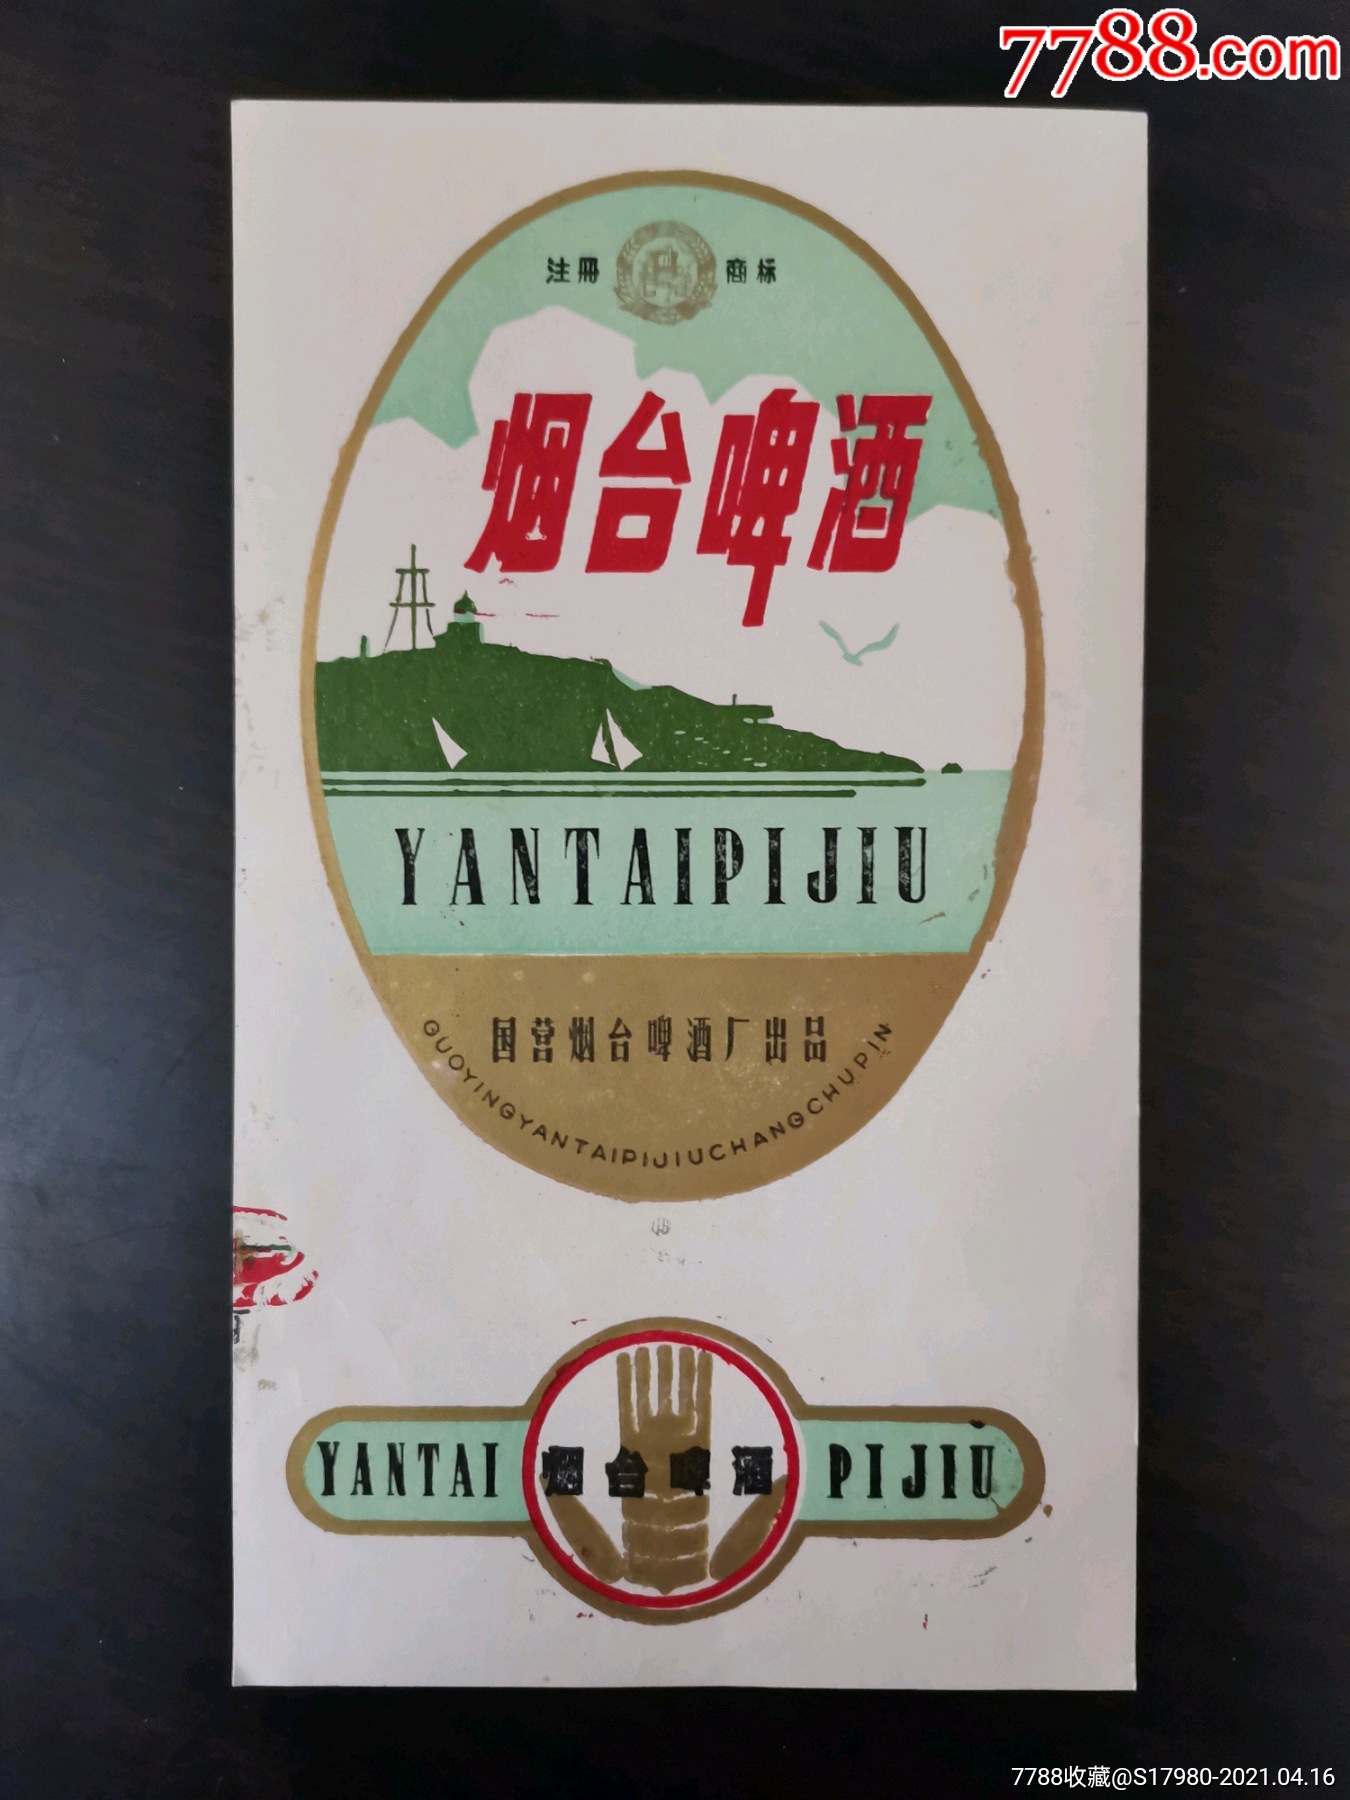 7788.com
注册 商标
烟台啤酒
YANTAIPIJIU
国营烟台啤酒厂出品
GUOYINGYANTAIPIJIUCHANGCHUPIN
YANTAI 烟台啤酒 PIJIU
7788收藏@S17980-2021.04.16